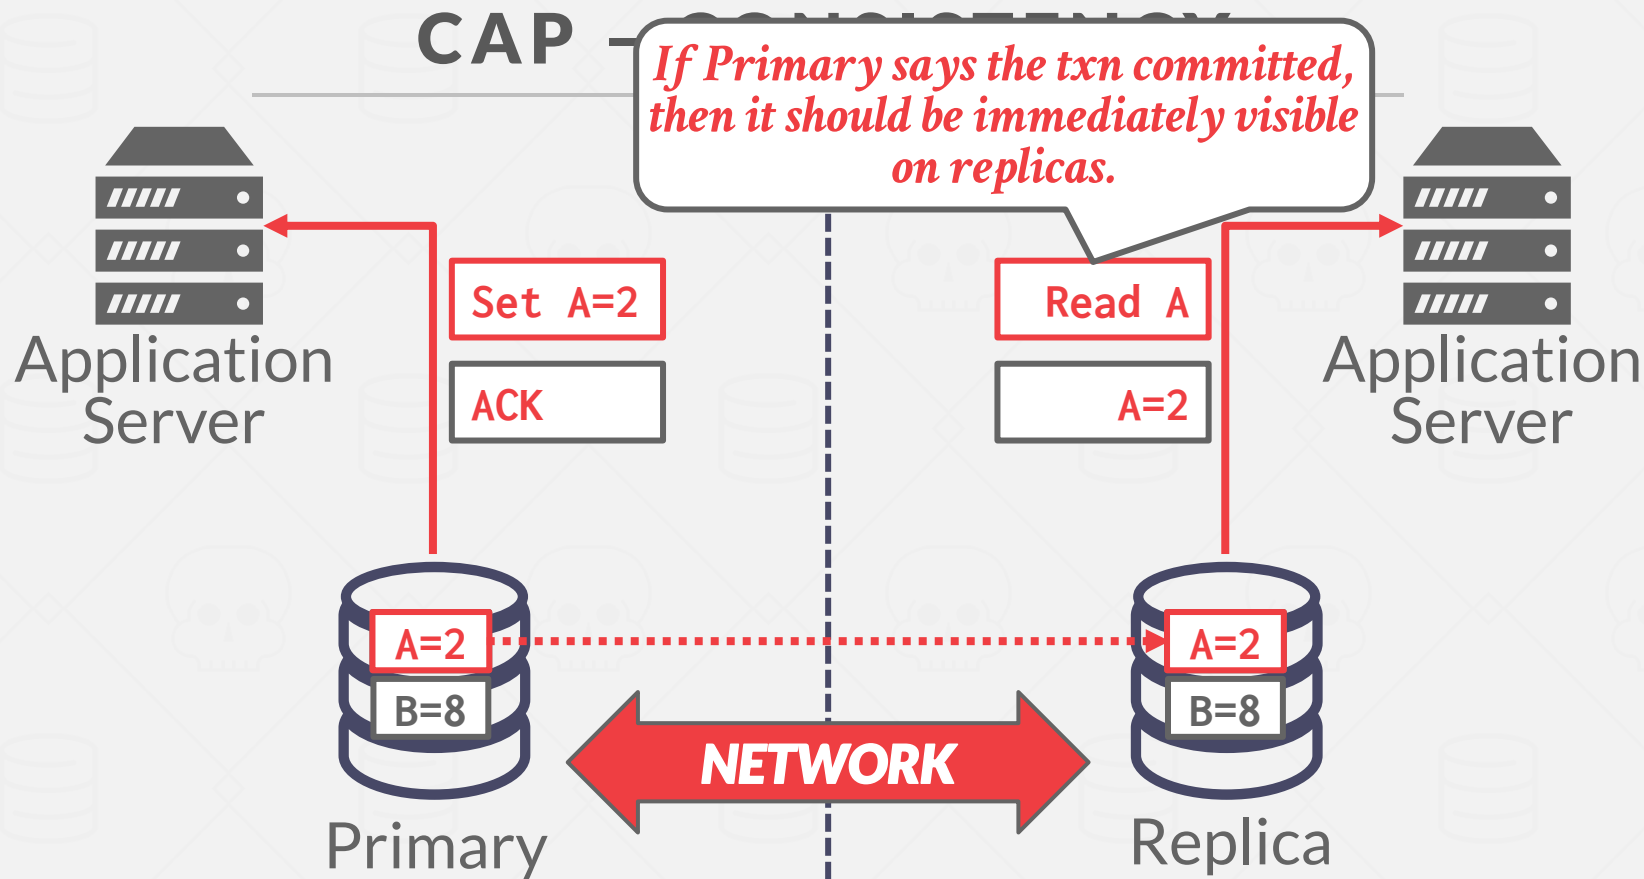 CAP – CONSISTENCY
If Primary says the txn committed,
then it should be immediately visible
on replicas.
Set A=2
ACK
Read A
A=2
Application
Server
Application
Server
A=2
B=8
A=2
B=8
NETWORK
Primary
Replica